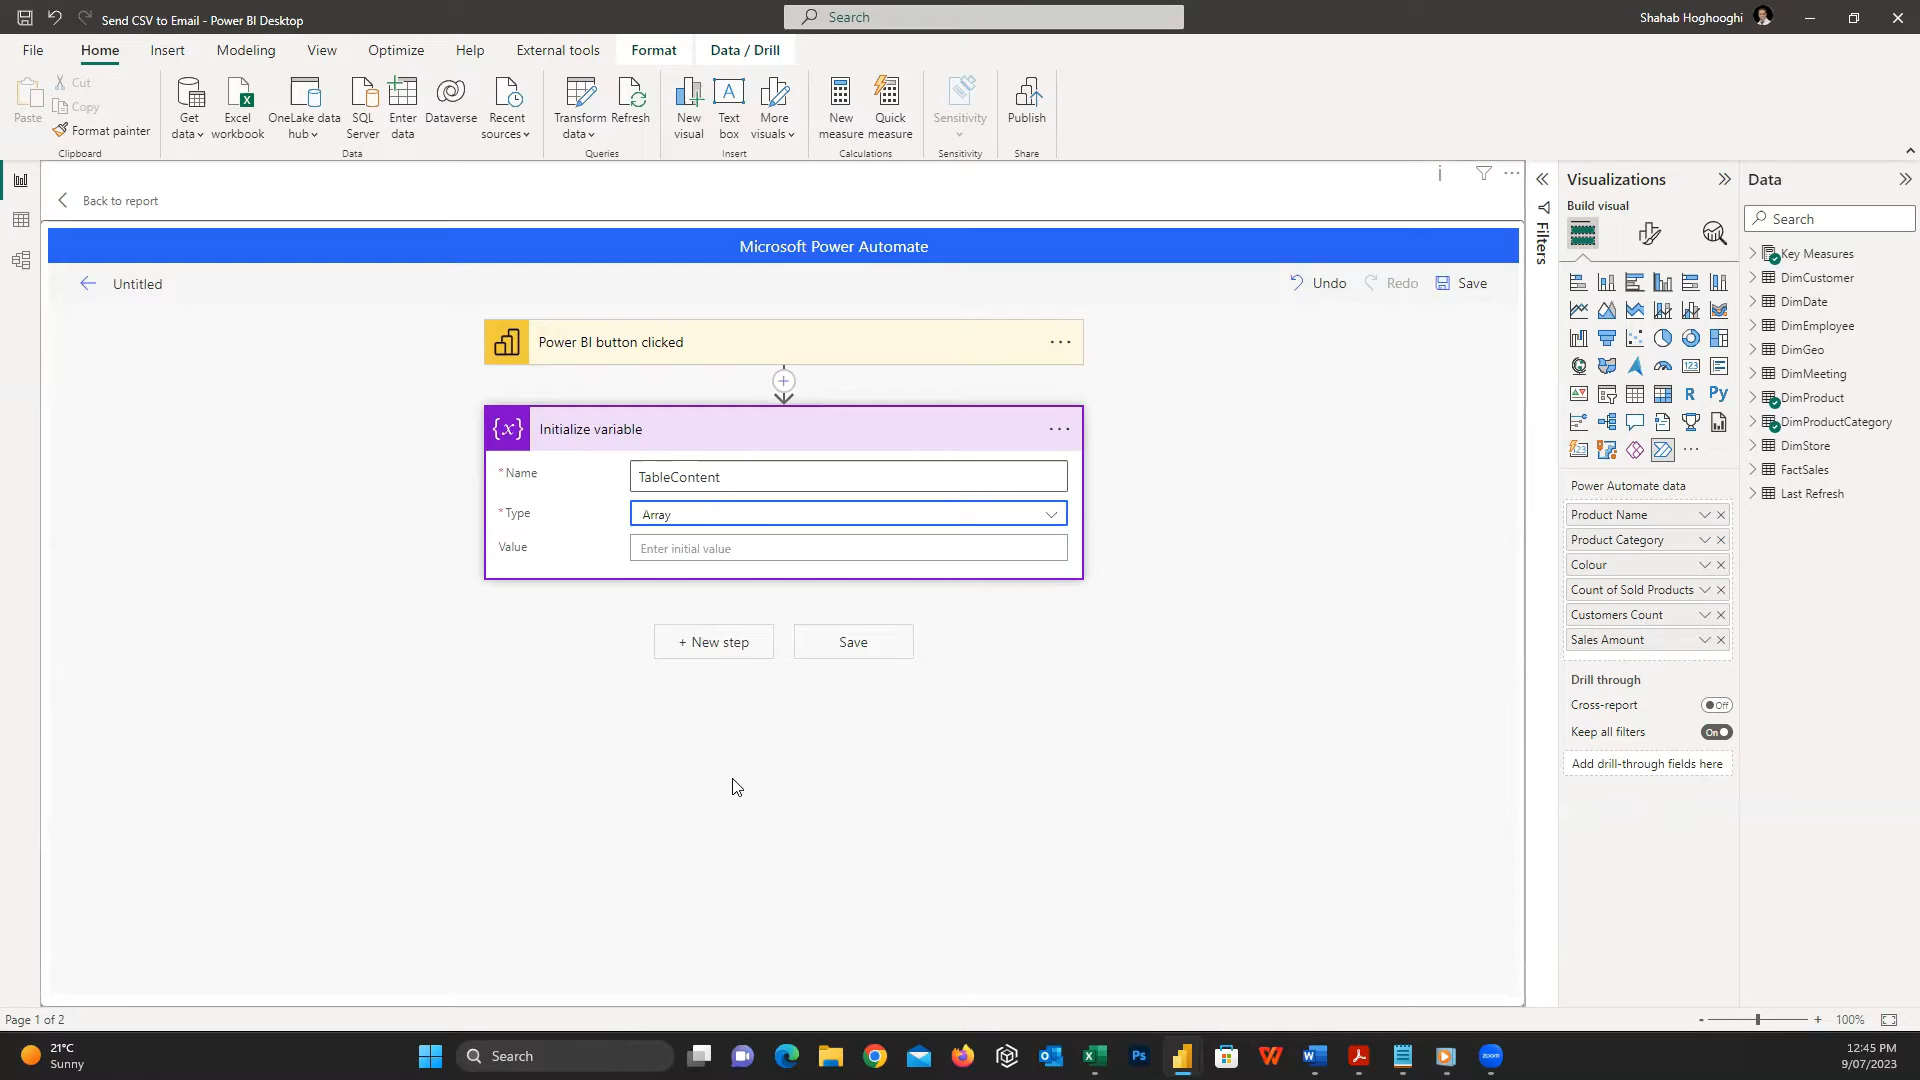 Send CSV to Email - Power BI Desktop
Search
Shahab Hoghooghi
File
Home
Insert
Modeling
View
Optimize
Help
External tools
Format
Data / Drill
Paste
Cut
Copy
Format painter
Clipboard
Get
data
Excel
workbook
OneLake data
hub
SQL
Server
Enter
data
Dataverse
Recent
sources
Data
Transform
data
Refresh
Queries
New
visual
Text
box
More
visuals
Insert
New
measure
Quick
measure
Calculations
Sensitivity
Sensitivity
Publish
Share
Back to report
Microsoft Power Automate
Untitled
Undo
Redo
Save
Power BI button clicked
{x}
Initialize variable
* Name
TableContent
* Type
Array
Value
Enter initial value
+ New step
Save
Filters
Visualizations
Build visual
123
R
Py
Power Automate data
Product Name
Product Category
Colour
Count of Sold Products
Customers Count
Sales Amount
Drill through
Cross-report
Off
Keep all filters
On
Add drill-through fields here
Data
Search
Key Measures
DimCustomer
DimDate
DimEmployee
DimGeo
DimMeeting
DimProduct
DimProductCategory
DimStore
FactSales
Last Refresh
Page 1 of 2
- + 100%
21°C
Sunny
Search
Ps
zoom
12:45 PM
9/07/2023